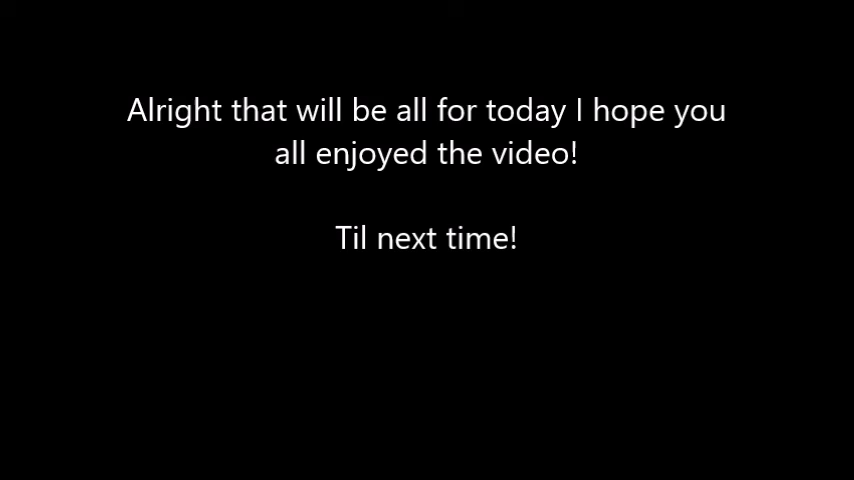 Alright that will be all for today I hope you
all enjoyed the video!
Til next time!